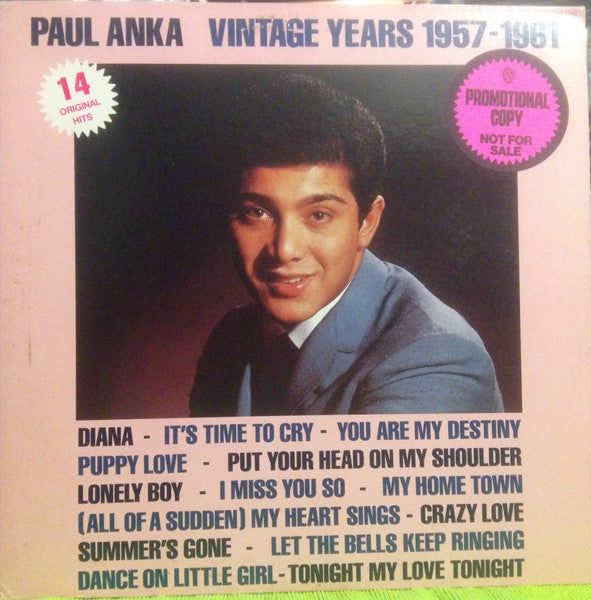 PAUL ANKA VINTAGE YEARS 1957-1961
14
ORIGINAL
HITS
PROMOTIONAL
COPY
NOT FOR
SALE
DIANA - IT'S TIME TO CRY - YOU ARE MY DESTINY
PUPPY LOVE - PUT YOUR HEAD ON MY SHOULDER
LONELY BOY - I MISS YOU SO - MY HOME TOWN
(ALL OF A SUDDEN) MY HEART SINGS - CRAZY LOVE
SUMMER'S GONE - LET THE BELLS KEEP RINGING
DANCE ON LITTLE GIRL - TONIGHT MY LOVE TONIGHT